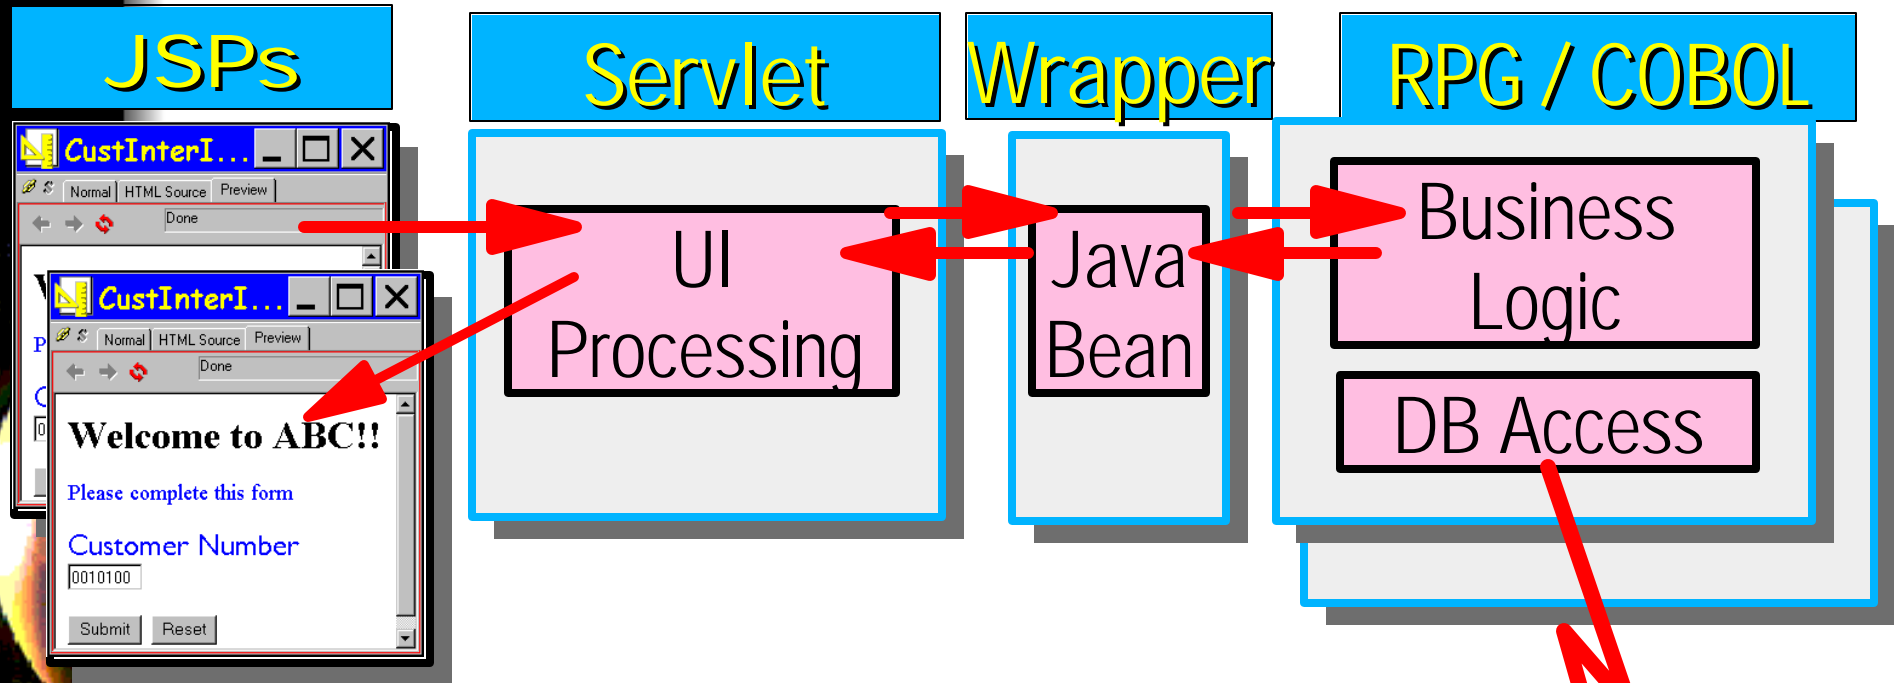 JSPs
Servlet
Wrapper
RPG / COBOL
CustInterI...
Normal
HTML Source
Preview
Done
CustInterI...
Normal
HTML Source
Preview
Done
Welcome to ABC!!
Please complete this form
Customer Number
0010100
Submit
Reset
UI
Processing
Java
Bean
Business
Logic
DB Access